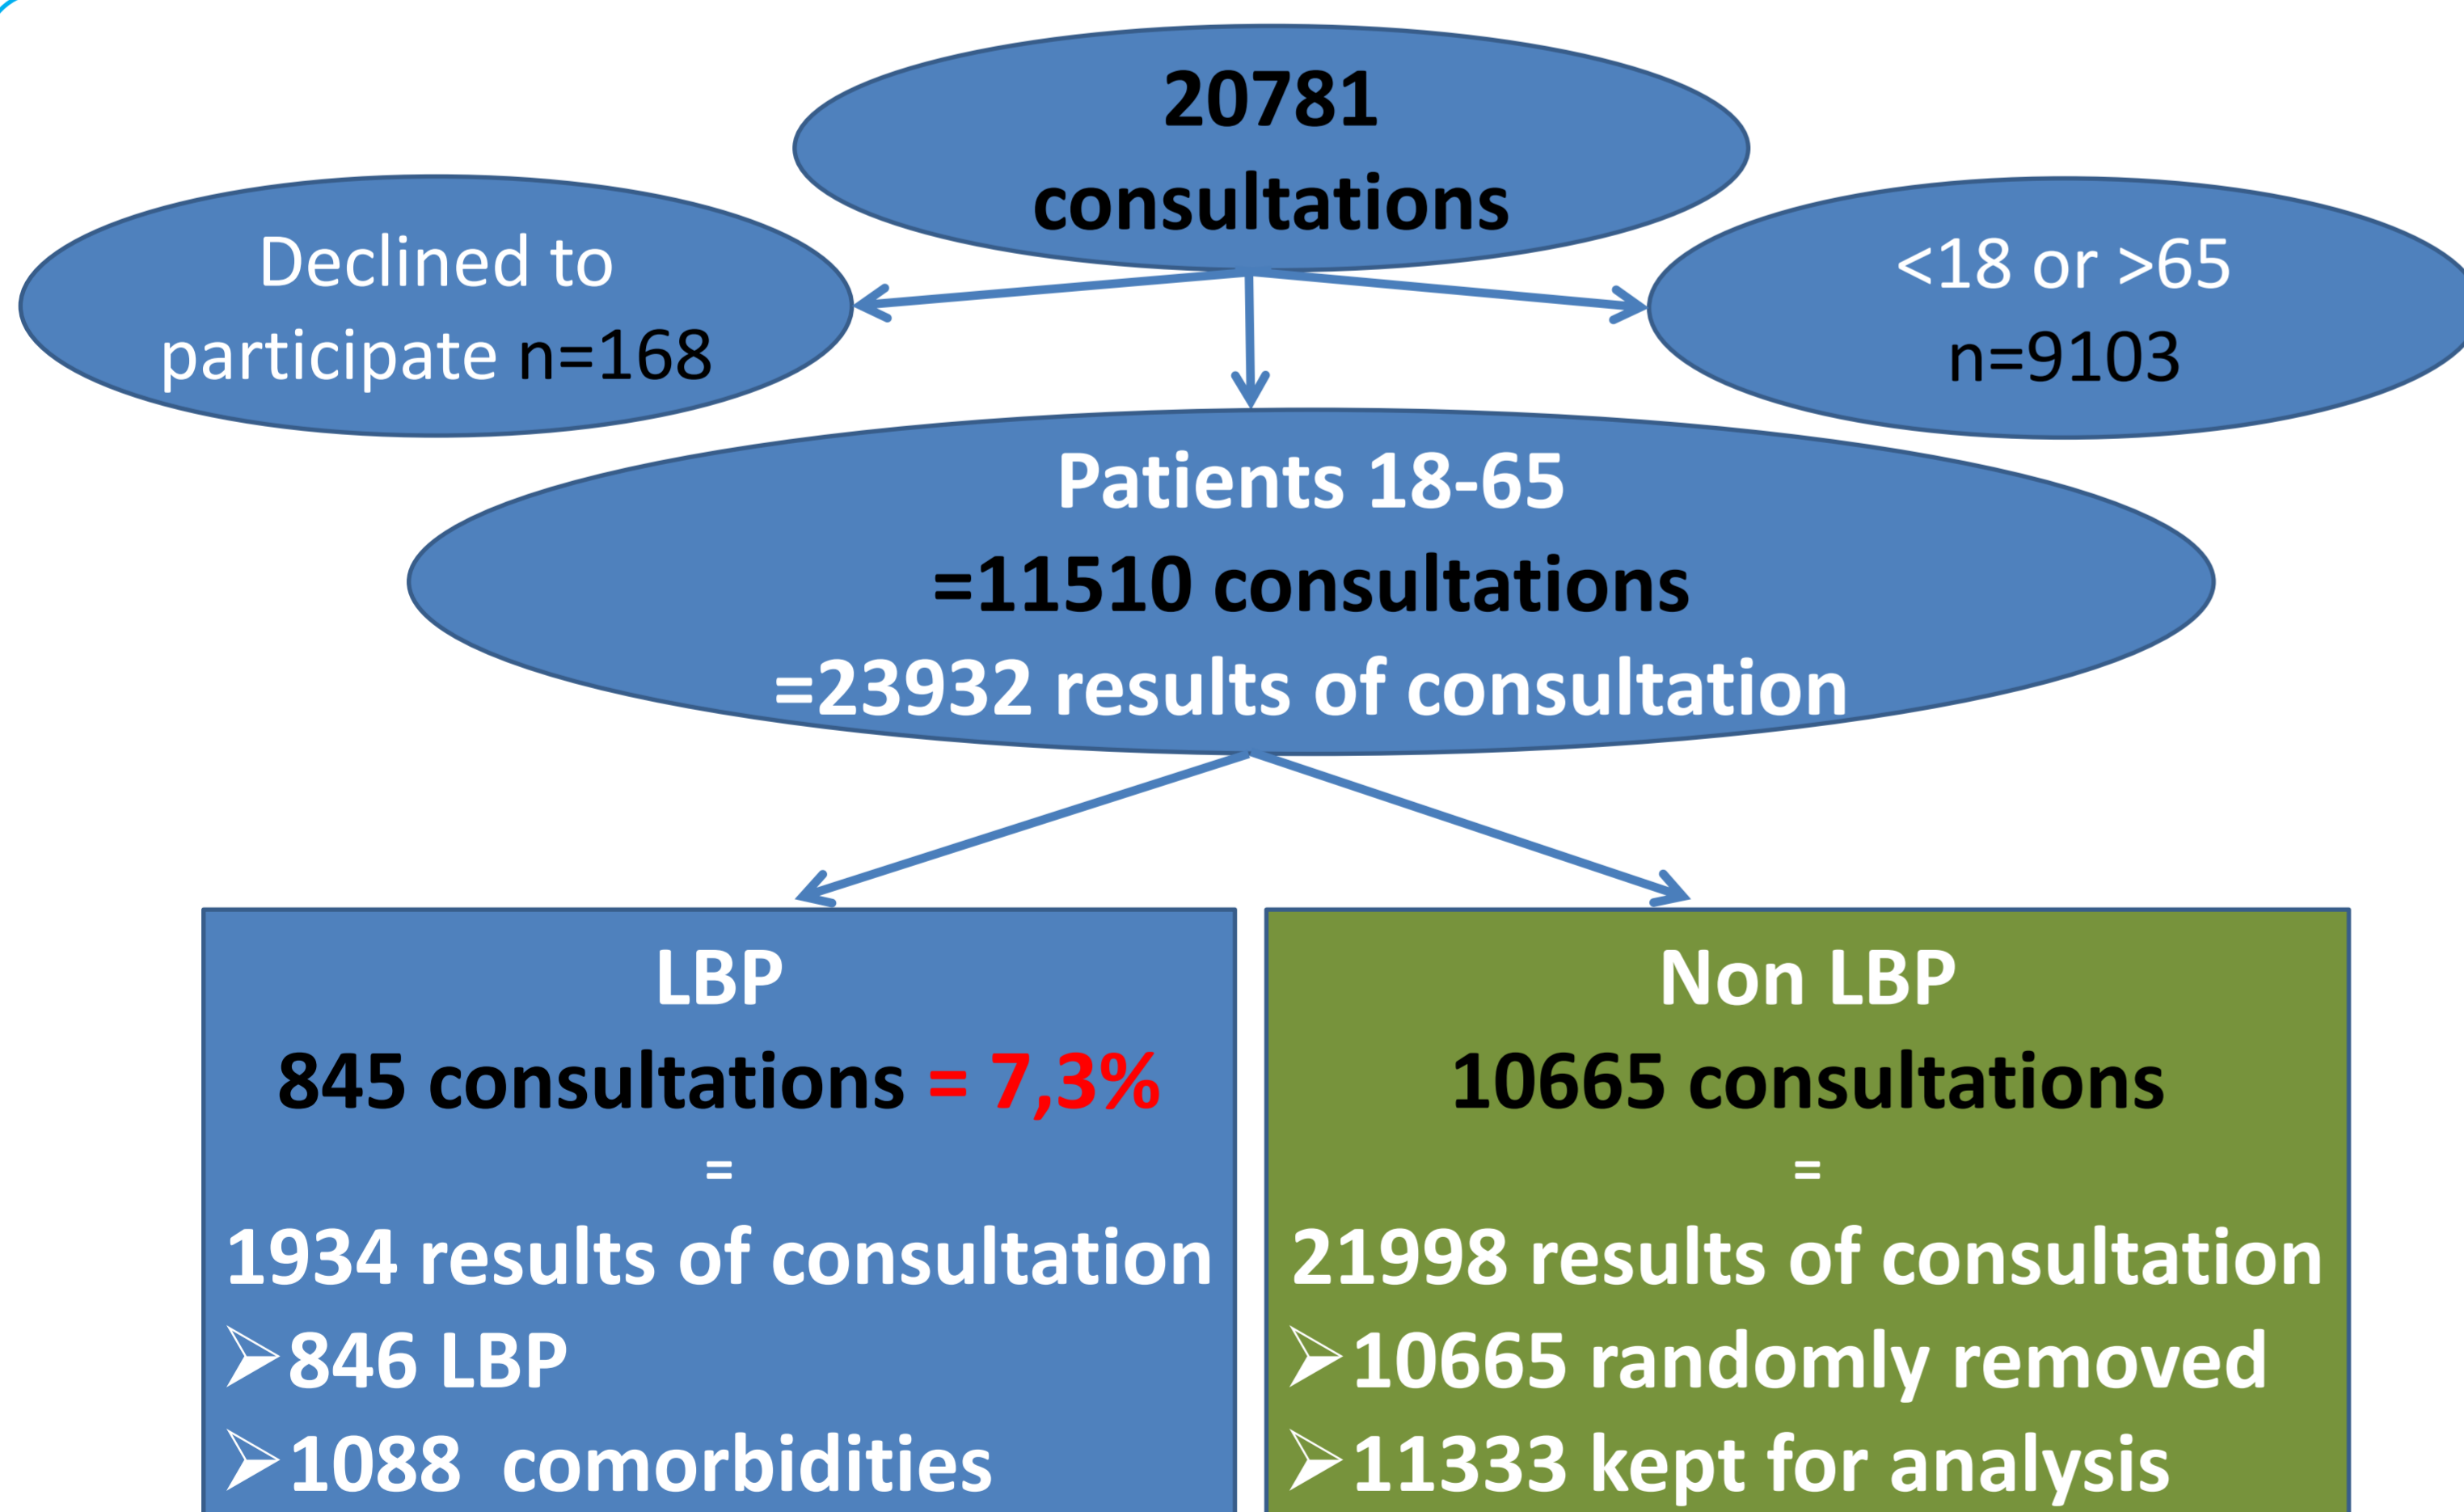 20781
consultations
Declined to
participate n=168
<18 or >65
n=9103
Patients 18-65
=11510 consultations
=23932 results of consultation
LBP
845 consultations = 7,3%
=
1934 results of consultation
➢846 LBP
➢1088 comorbidities
Non LBP
10665 consultations
=
21998 results of consultation
➢10665 randomly removed
➢11333 kept for analysis